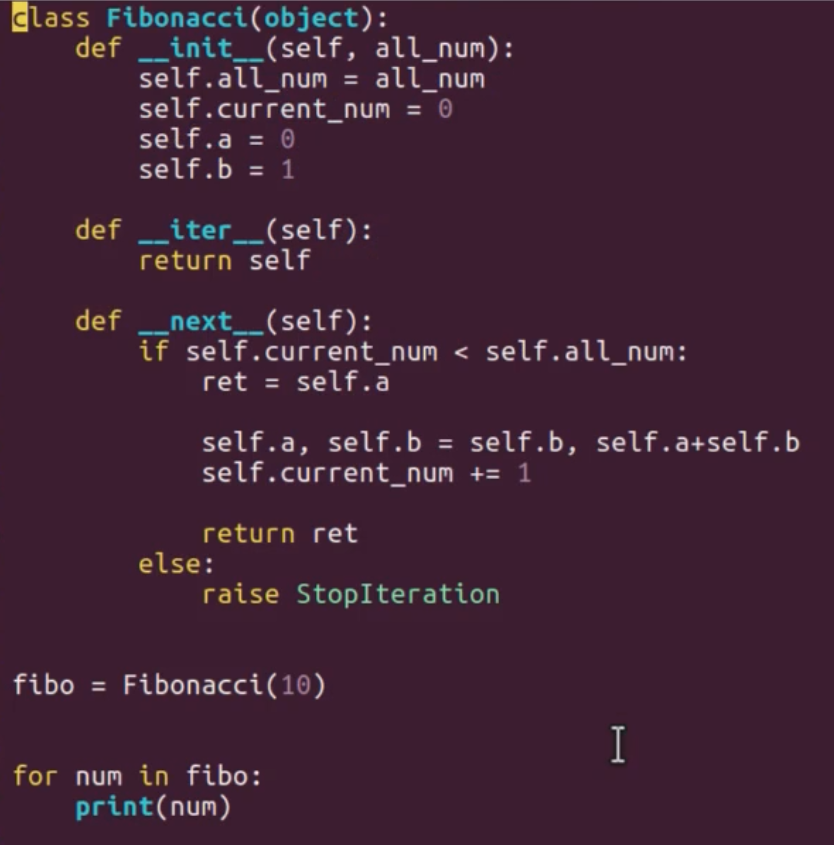 class Fibonacci(object):
    def __init__(self, all_num):
        self.all_num = all_num
        self.current_num = 0
        self.a = 0
        self.b = 1

    def __iter__(self):
        return self

    def __next__(self):
        if self.current_num < self.all_num:
            ret = self.a

            self.a, self.b = self.b, self.a+self.b
            self.current_num += 1

            return ret
        else:
            raise StopIteration


fibo = Fibonacci(10)


for num in fibo:
    print(num)